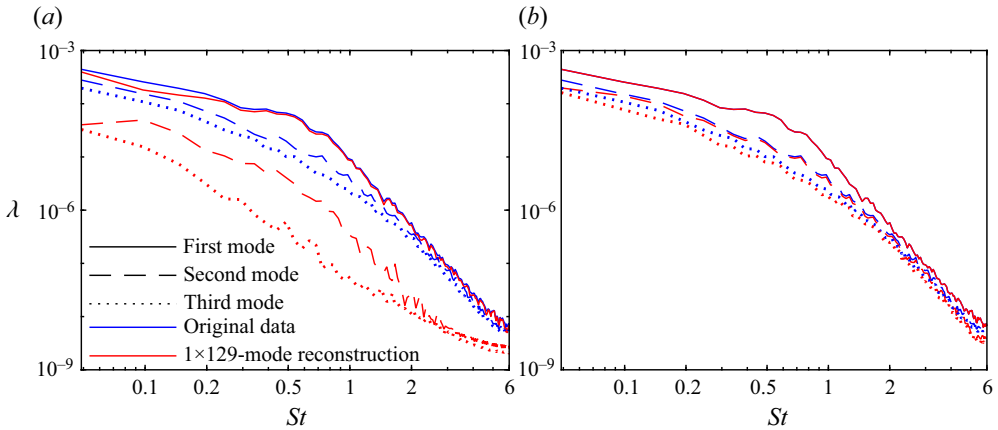 (a)
(b)
10⁻³
10⁻³
λ
10⁻⁶
10⁻⁶
First mode
Second mode
Third mode
Original data
1×129-mode reconstruction
10⁻⁹
10⁻⁹
0.1 0.2 0.5 1 2 6
0.1 0.2 0.5 1 2 6
St
St